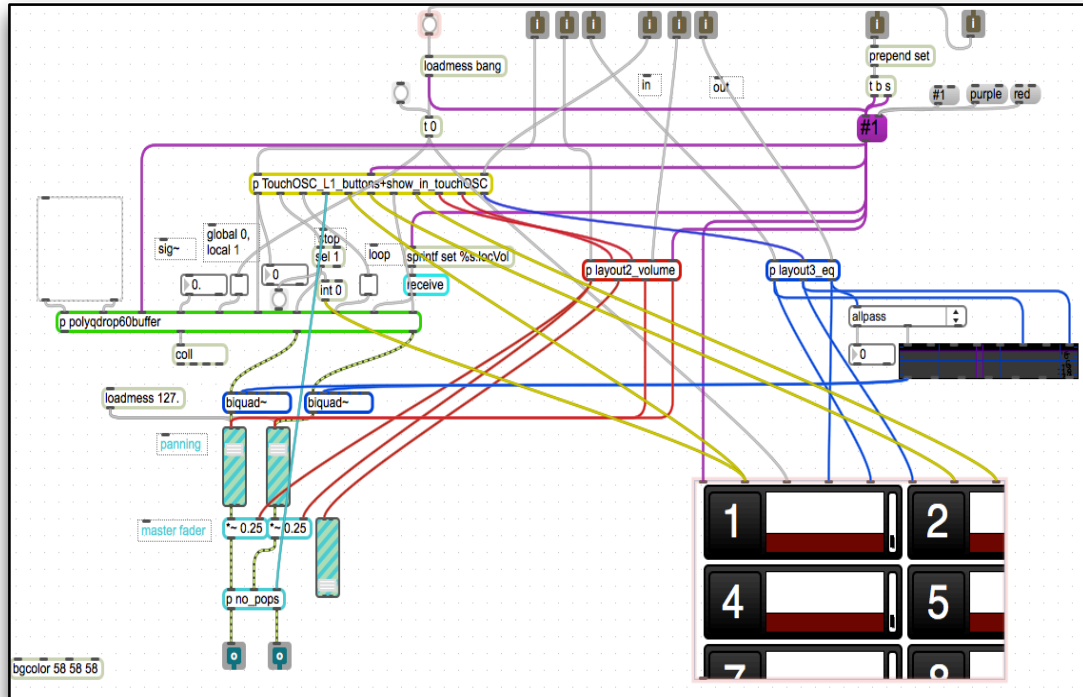 i i i i i i i i
loadmess bang
prepend set
in
out
t b s
#1
purple
red
t 0
#1
p TouchOSC_L1_buttons+show_in_touchOSC
sig~
global 0,
local 1
stop
sel 1
loop
sprintf set %s.locVol
p layout2_volume
p layout3_eq
0.
0
int 0
receive
p polyqdrop60buffer
allpass
coll
0
loadmess 127.
biquad~
biquad~
panning
1
2
master fader
*~ 0.25
*~ 0.25
4
5
p no_pops
7
8
bgcolor 58 58 58